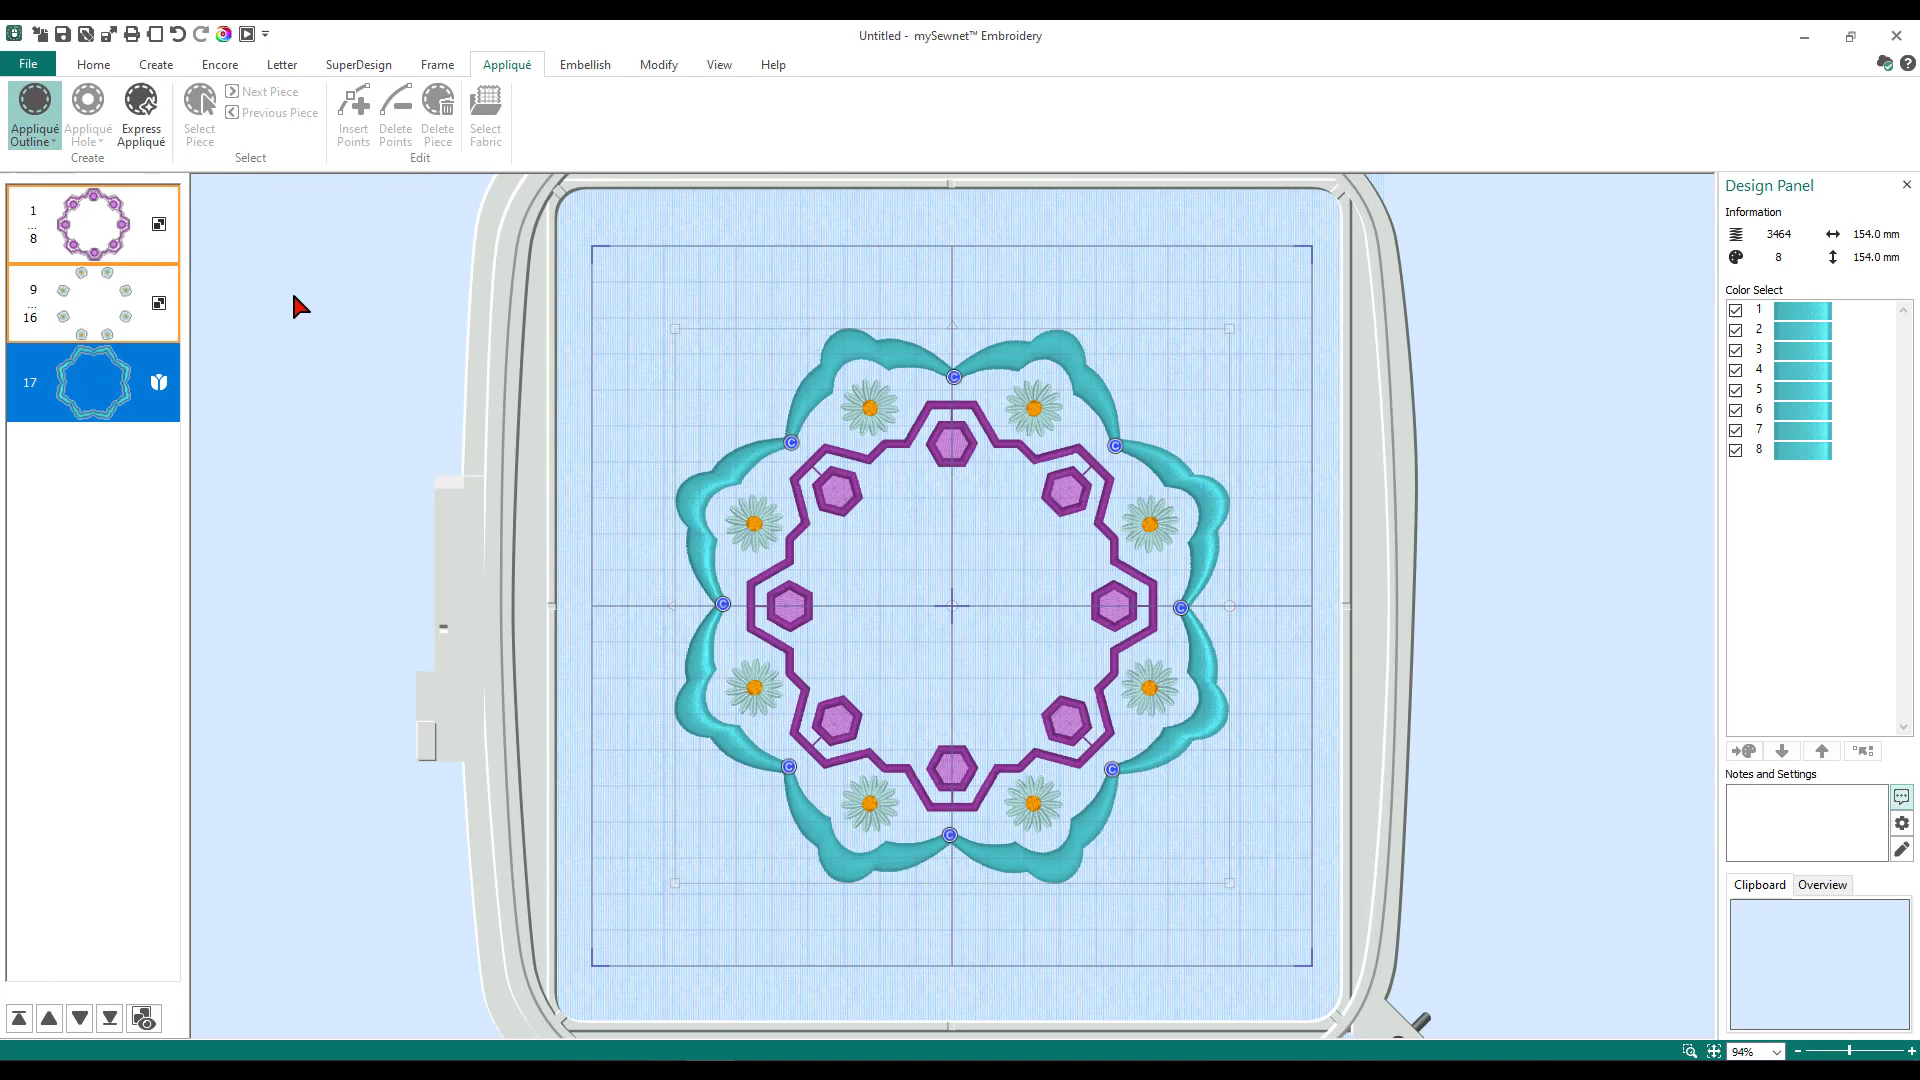 Untitled - mySewnet™ Embroidery
File Home Create Encore Letter SuperDesign Frame Appliqué Embellish Modify View Help
Appliqué Outline
Appliqué Hole
Express Appliqué
Create
Select Piece
Next Piece
Previous Piece
Select
Insert Points
Delete Points
Delete Piece
Edit
Select Fabric
1
...
8
9
...
16
17
Design Panel
Information
3464 154.0 mm
8 154.0 mm
Color Select
1
2
3
4
5
6
7
8
Notes and Settings
Clipboard Overview
94%